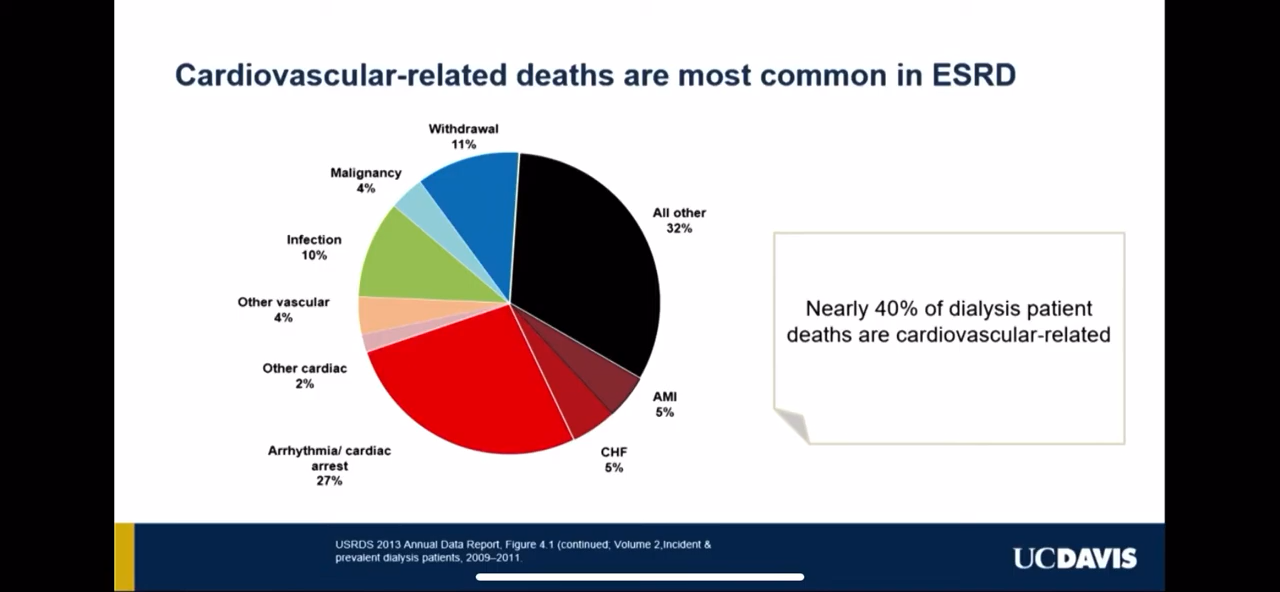 Cardiovascular-related deaths are most common in ESRD
Withdrawal
11%
Malignancy
4%
All other
32%
Infection
10%
Other vascular
4%
Other cardiac
2%
AMI
5%
Arrhythmia/ cardiac
arrest
27%
CHF
5%
Nearly 40% of dialysis patient
deaths are cardiovascular-related
USRDS 2013 Annual Data Report, Figure 4.1 (continued; Volume 2,Incident &
prevalent dialysis patients, 2009–2011.
UCDAVIS